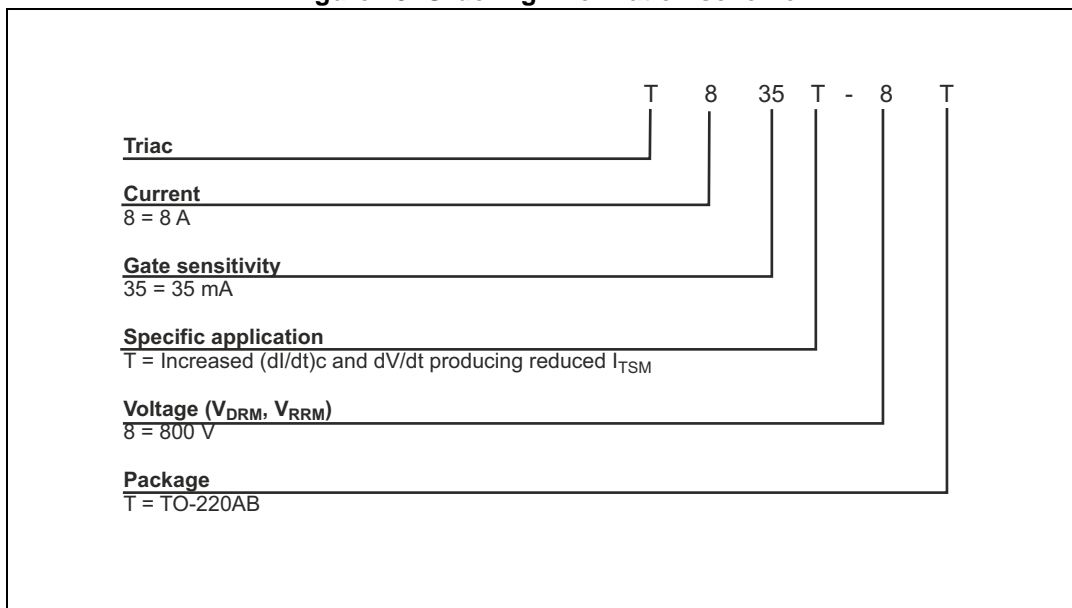 T 8 35 T - 8 T
Triac
Current
8 = 8 A
Gate sensitivity
35 = 35 mA
Specific application
T = Increased (dI/dt)c and dV/dt producing reduced ITSM
Voltage (VDRM, VRRM)
8 = 800 V
Package
T = TO-220AB